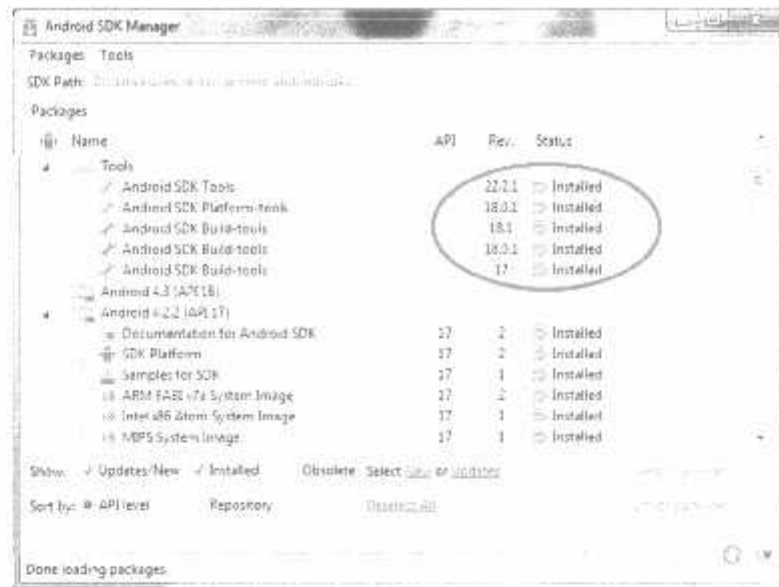 Android SDK Manager
Packages Tools
SDK Path:
Packages
Name API Rev. Status
Tools
Android SDK Tools 22.2.1 Installed
Android SDK Platform-tools 18.0.1 Installed
Android SDK Build-tools 18.1 Installed
Android SDK Build-tools 18.0.1 Installed
Android SDK Build-tools 17 Installed
Android 4.3 (API 18)
Android 4.2.2 (API 17)
Documentation for Android SDK 17 2 Installed
SDK Platform 17 2 Installed
Samples for SDK 17 1 Installed
ARM EABI v7a System Image 17 2 Installed
Intel x86 Atom System Image 17 1 Installed
MIPS System Image 17 1 Installed
Show: Updates/New Installed Obsolete Select New or Updates
Sort by: API level Repository Deselect All
Done loading packages